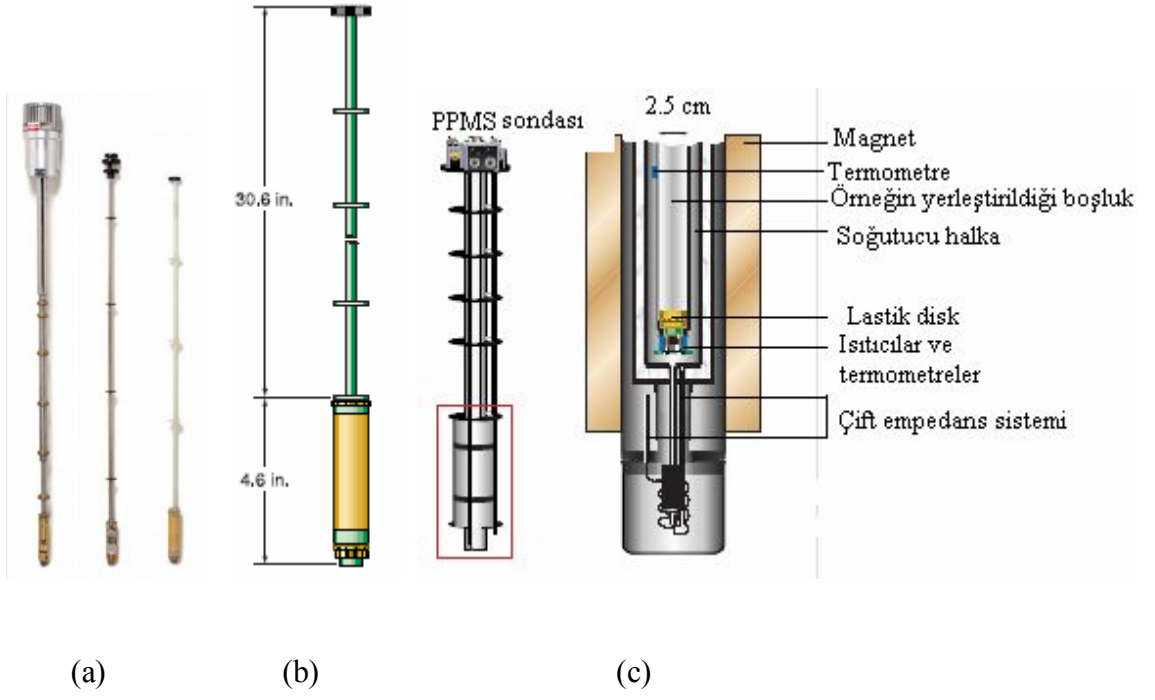 30.6 in.
4.6 in.
PPMS sondası
2.5 cm
Magnet
Termometre
Örneğin yerleştirildiği boşluk
Soğutucu halka
Lastik disk
Isıtıcılar ve
termometreler
Çift empedans sistemi
(a)
(b)
(c)